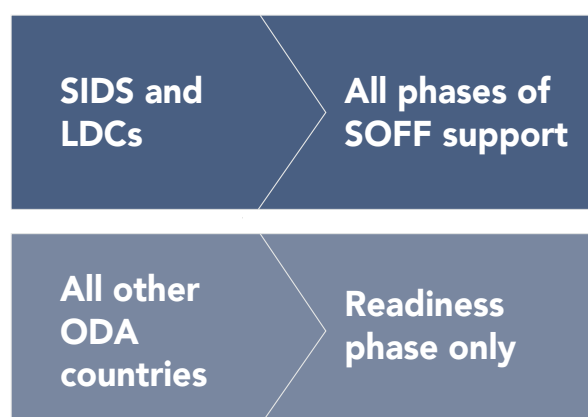 SIDS and
LDCs
All phases of
SOFF support
All other
ODA
countries
Readiness
phase only